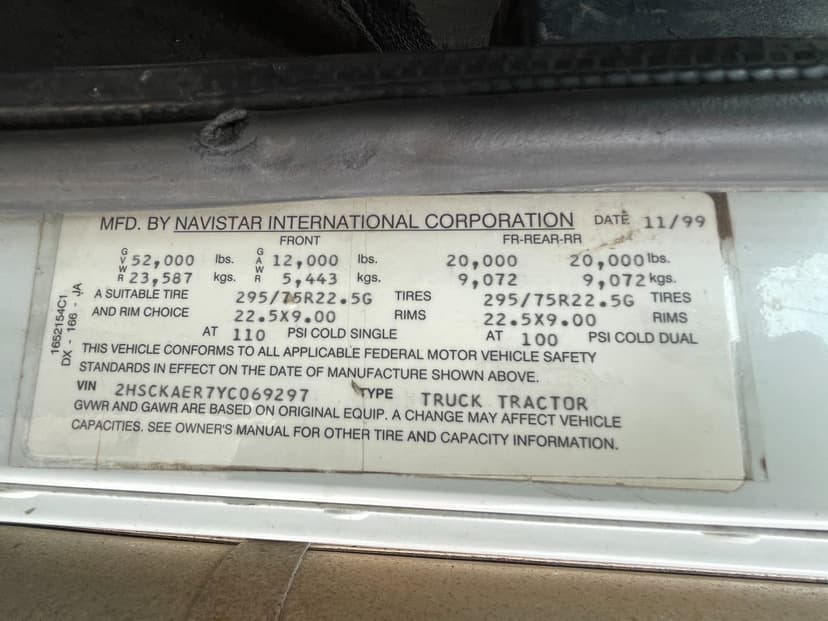 MFD. BY NAVISTAR INTERNATIONAL CORPORATION DATE 11/99
FRONT FR-REAR-RR
GVWR 52,000 lbs. GAWR 12,000 lbs. 20,000 20,000 lbs.
23,587 kgs. 5,443 kgs. 9,072 9,072 kgs.
A SUITABLE TIRE 295/75R22.5G TIRES 295/75R22.5G TIRES
AND RIM CHOICE 22.5X9.00 RIMS 22.5X9.00 RIMS
AT 110 PSI COLD SINGLE AT 100 PSI COLD DUAL
THIS VEHICLE CONFORMS TO ALL APPLICABLE FEDERAL MOTOR VEHICLE SAFETY
STANDARDS IN EFFECT ON THE DATE OF MANUFACTURE SHOWN ABOVE.
VIN 2HSCKAER7YC069297 TYPE TRUCK TRACTOR
GVWR AND GAWR ARE BASED ON ORIGINAL EQUIP. A CHANGE MAY AFFECT VEHICLE
CAPACITIES. SEE OWNER'S MANUAL FOR OTHER TIRE AND CAPACITY INFORMATION.
1652154C1
DX - 166 - JA